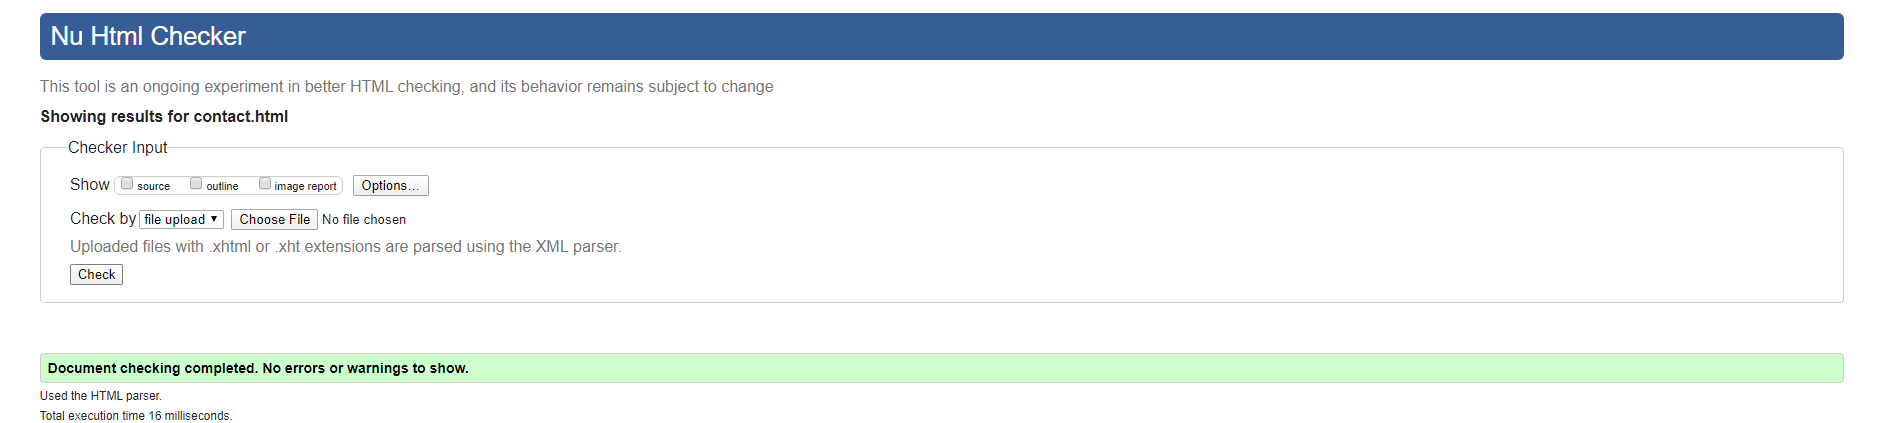 Nu Html Checker
This tool is an ongoing experiment in better HTML checking, and its behavior remains subject to change
Showing results for contact.html
Checker Input
Show source outline image report Options...
Check by file upload Choose File No file chosen
Uploaded files with .xhtml or .xht extensions are parsed using the XML parser.
Check
Document checking completed. No errors or warnings to show.
Used the HTML parser.
Total execution time 16 milliseconds.